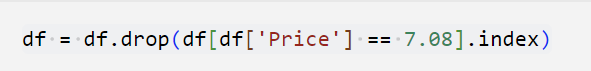 df = df.drop(df[df['Price'] == 7.08].index)